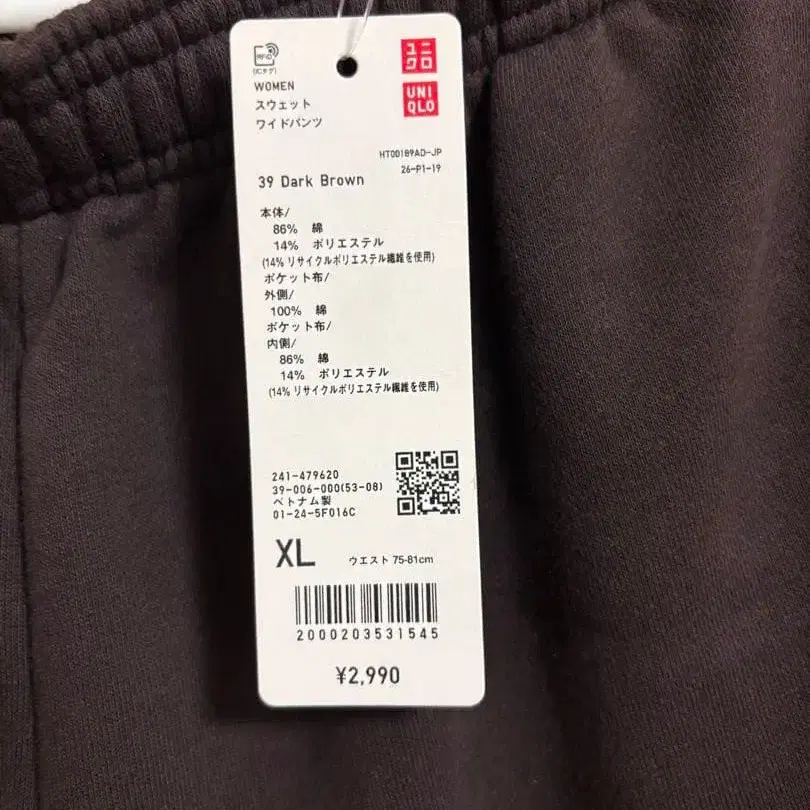 RFID
(ICタグ)
ユニ
クロ
UNI
QLO
WOMEN
スウェット
ワイドパンツ
HT00189AD-JP
26-P1-19
39 Dark Brown
本体/
86% 綿
14% ポリエステル
(14% リサイクルポリエステル繊維を使用)
ポケット布/
外側/
100% 綿
ポケット布/
内側/
86% 綿
14% ポリエステル
(14% リサイクルポリエステル繊維を使用)
241-479620
39-006-000(53-08)
ベトナム製
01-24-5F016C
XL ウエスト 75-81cm
2000203531545
¥2,990